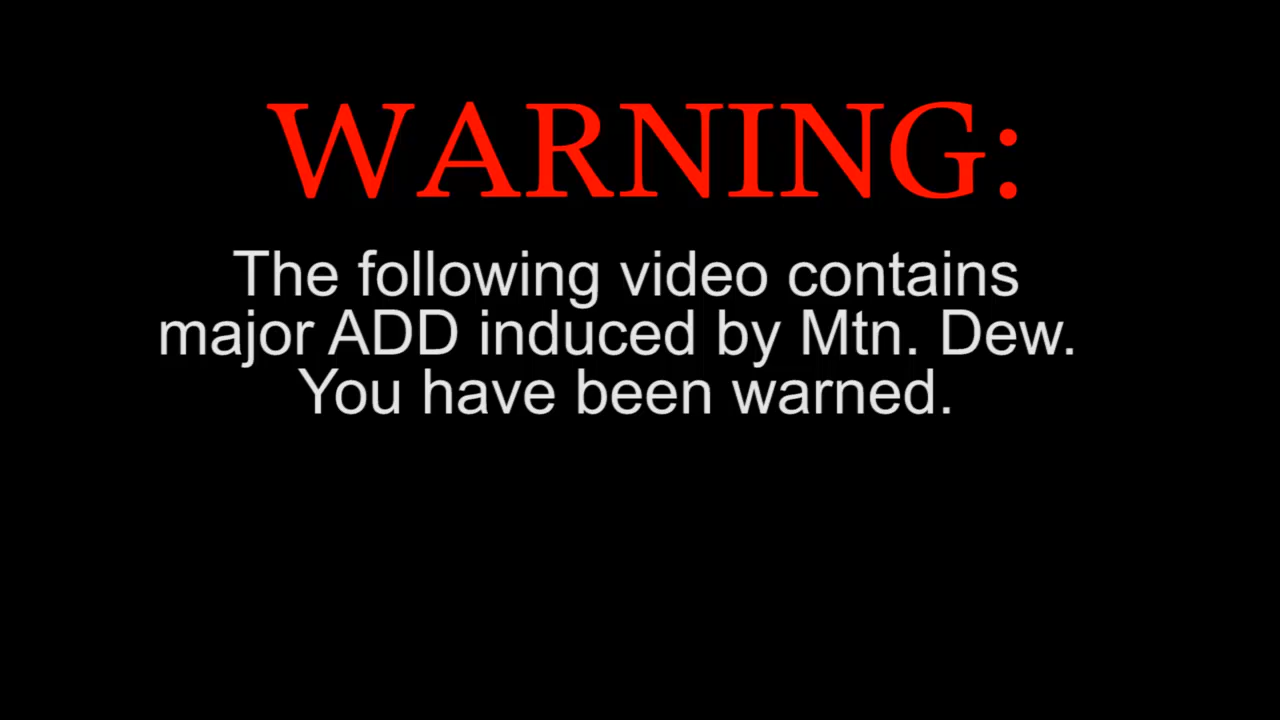 WARNING:
The following video contains
major ADD induced by Mtn. Dew.
You have been warned.